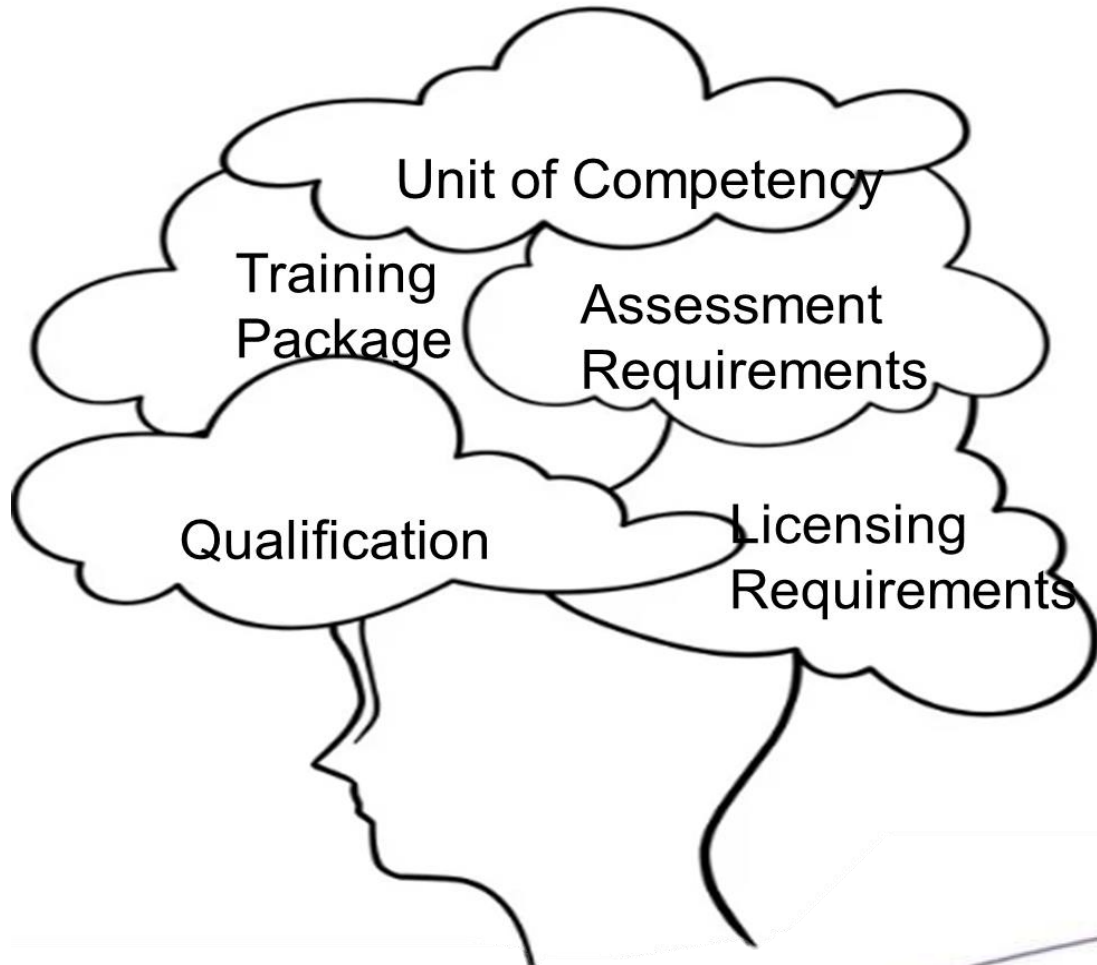 Unit of Competency
Training
Package
Assessment
Requirements
Qualification
Licensing
Requirements